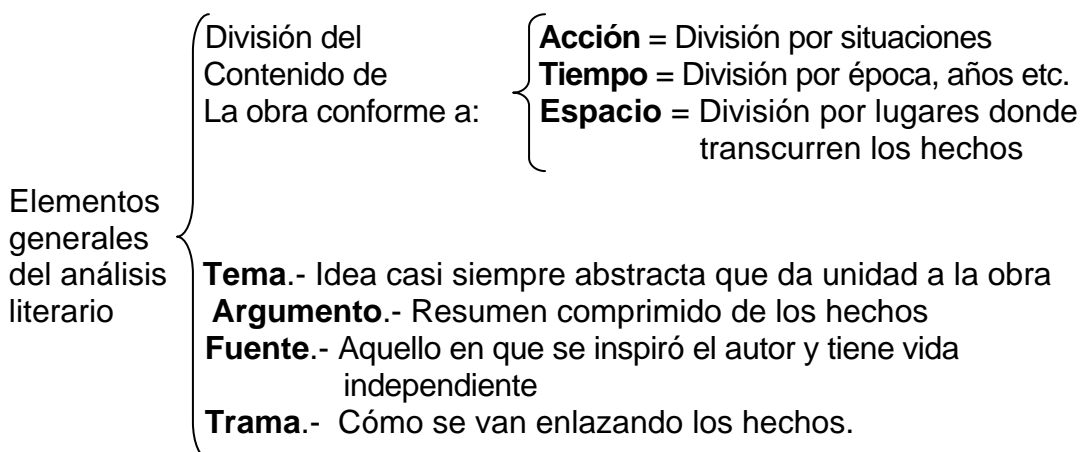 Elementos
generales
del análisis
literario
División del
Contenido de
La obra conforme a:
Acción = División por situaciones
Tiempo = División por época, años etc.
Espacio = División por lugares donde
transcurren los hechos
Tema.- Idea casi siempre abstracta que da unidad a la obra
Argumento.- Resumen comprimido de los hechos
Fuente.- Aquello en que se inspiró el autor y tiene vida
independiente
Trama.- Cómo se van enlazando los hechos.